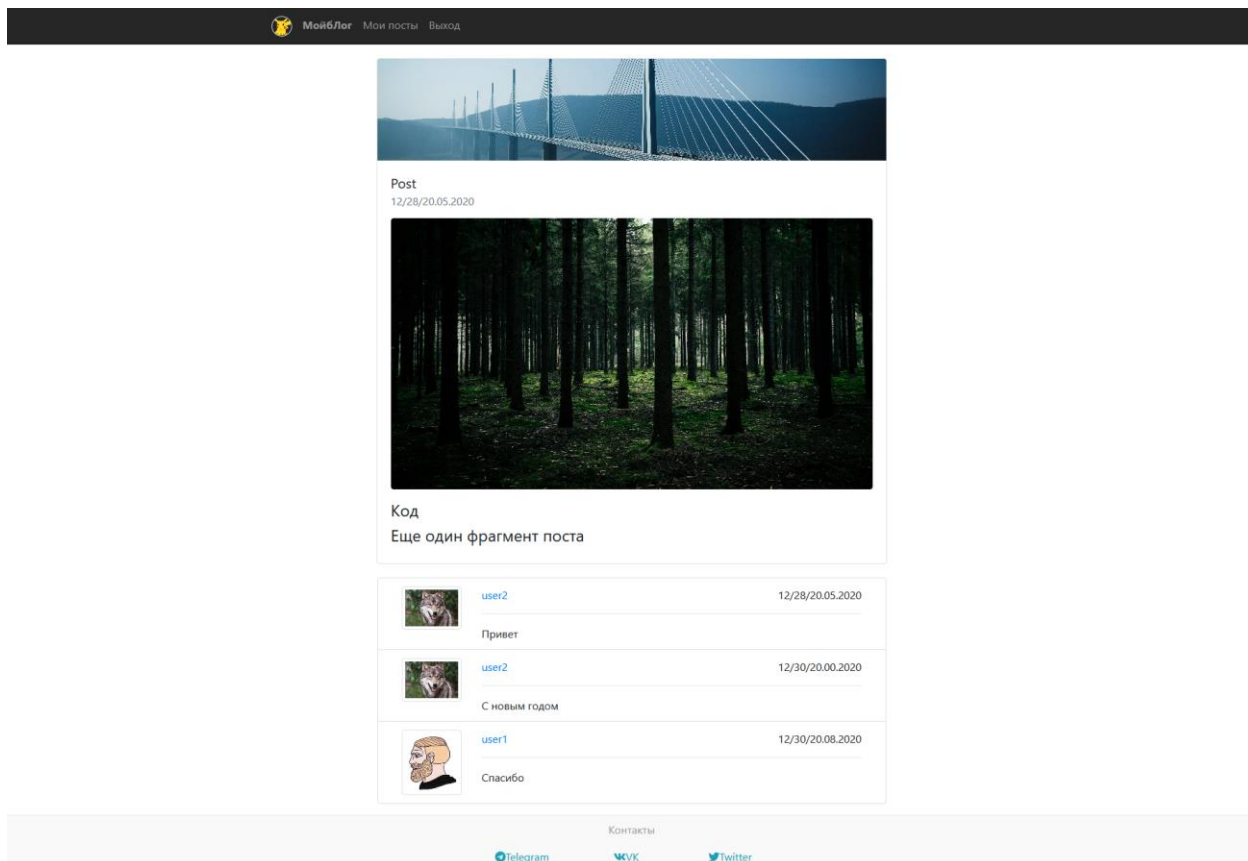 МойбЛог Мои посты Выход
Post
12/28/20.05.2020
Код
Еще один фрагмент поста
user2 12/28/20.05.2020
Привет
user2 12/30/20.00.2020
С новым годом
user1 12/30/20.08.2020
Спасибо
Контакты
Telegram VK Twitter